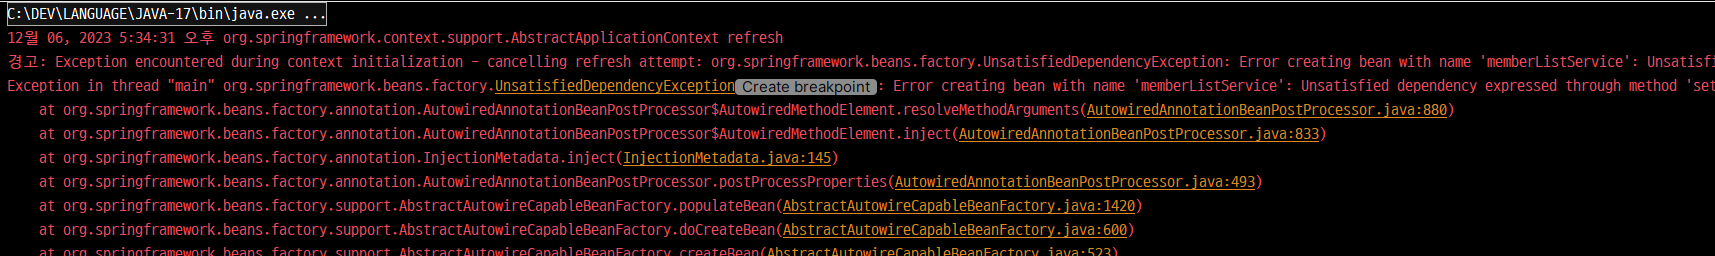 C:\DEV\LANGUAGE\JAVA-17\bin\java.exe ...
12월 06, 2023 5:34:31 오후 org.springframework.context.support.AbstractApplicationContext refresh
경고: Exception encountered during context initialization - cancelling refresh attempt: org.springframework.beans.factory.UnsatisfiedDependencyException: Error creating bean with name 'memberListService': Unsatisfi
Exception in thread "main" org.springframework.beans.factory.UnsatisfiedDependencyException Create breakpoint : Error creating bean with name 'memberListService': Unsatisfied dependency expressed through method 'set
at org.springframework.beans.factory.annotation.AutowiredAnnotationBeanPostProcessor$AutowiredMethodElement.resolveMethodArguments(AutowiredAnnotationBeanPostProcessor.java:880)
at org.springframework.beans.factory.annotation.AutowiredAnnotationBeanPostProcessor$AutowiredMethodElement.inject(AutowiredAnnotationBeanPostProcessor.java:833)
at org.springframework.beans.factory.annotation.InjectionMetadata.inject(InjectionMetadata.java:145)
at org.springframework.beans.factory.annotation.AutowiredAnnotationBeanPostProcessor.postProcessProperties(AutowiredAnnotationBeanPostProcessor.java:493)
at org.springframework.beans.factory.support.AbstractAutowireCapableBeanFactory.populateBean(AbstractAutowireCapableBeanFactory.java:1420)
at org.springframework.beans.factory.support.AbstractAutowireCapableBeanFactory.doCreateBean(AbstractAutowireCapableBeanFactory.java:600)
at org.springframework.beans.factory.support.AbstractAutowireCapableBeanFactory.createBean(AbstractAutowireCapableBeanFactory.java:523)